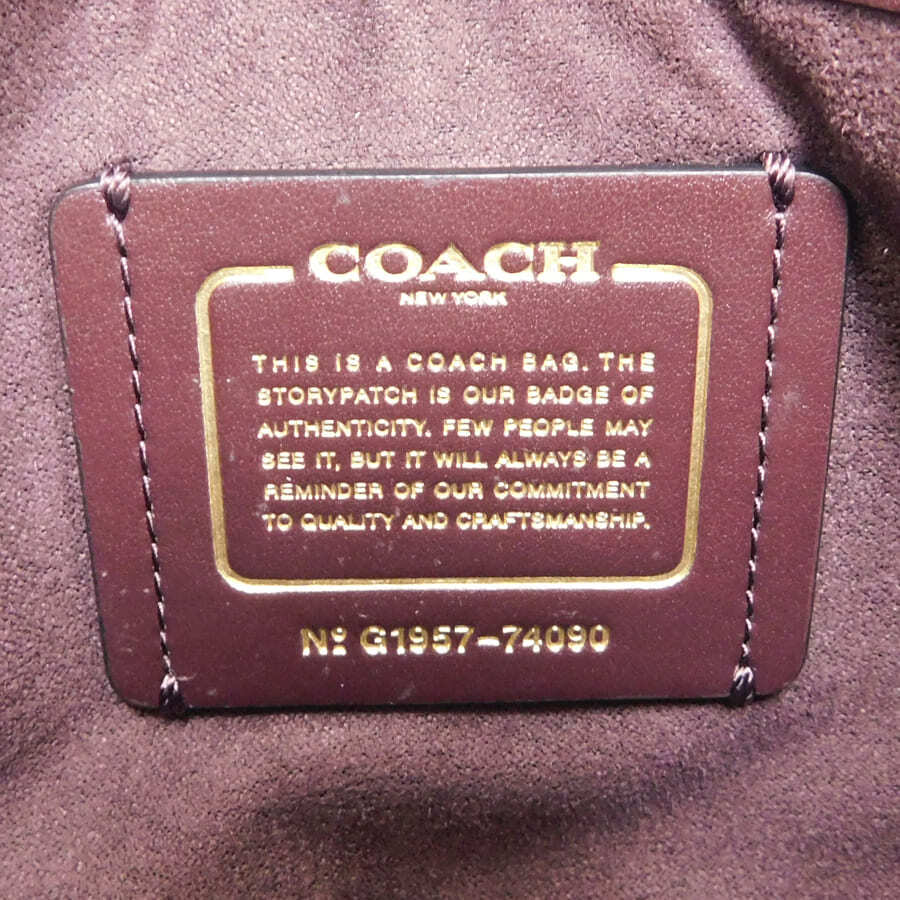 COACH
NEW YORK
THIS IS A COACH BAG. THE
STORYPATCH IS OUR BADGE OF
AUTHENTICITY. FEW PEOPLE MAY
SEE IT, BUT IT WILL ALWAYS BE A
REMINDER OF OUR COMMITMENT
TO QUALITY AND CRAFTSMANSHIP.
Nº G1957-74090